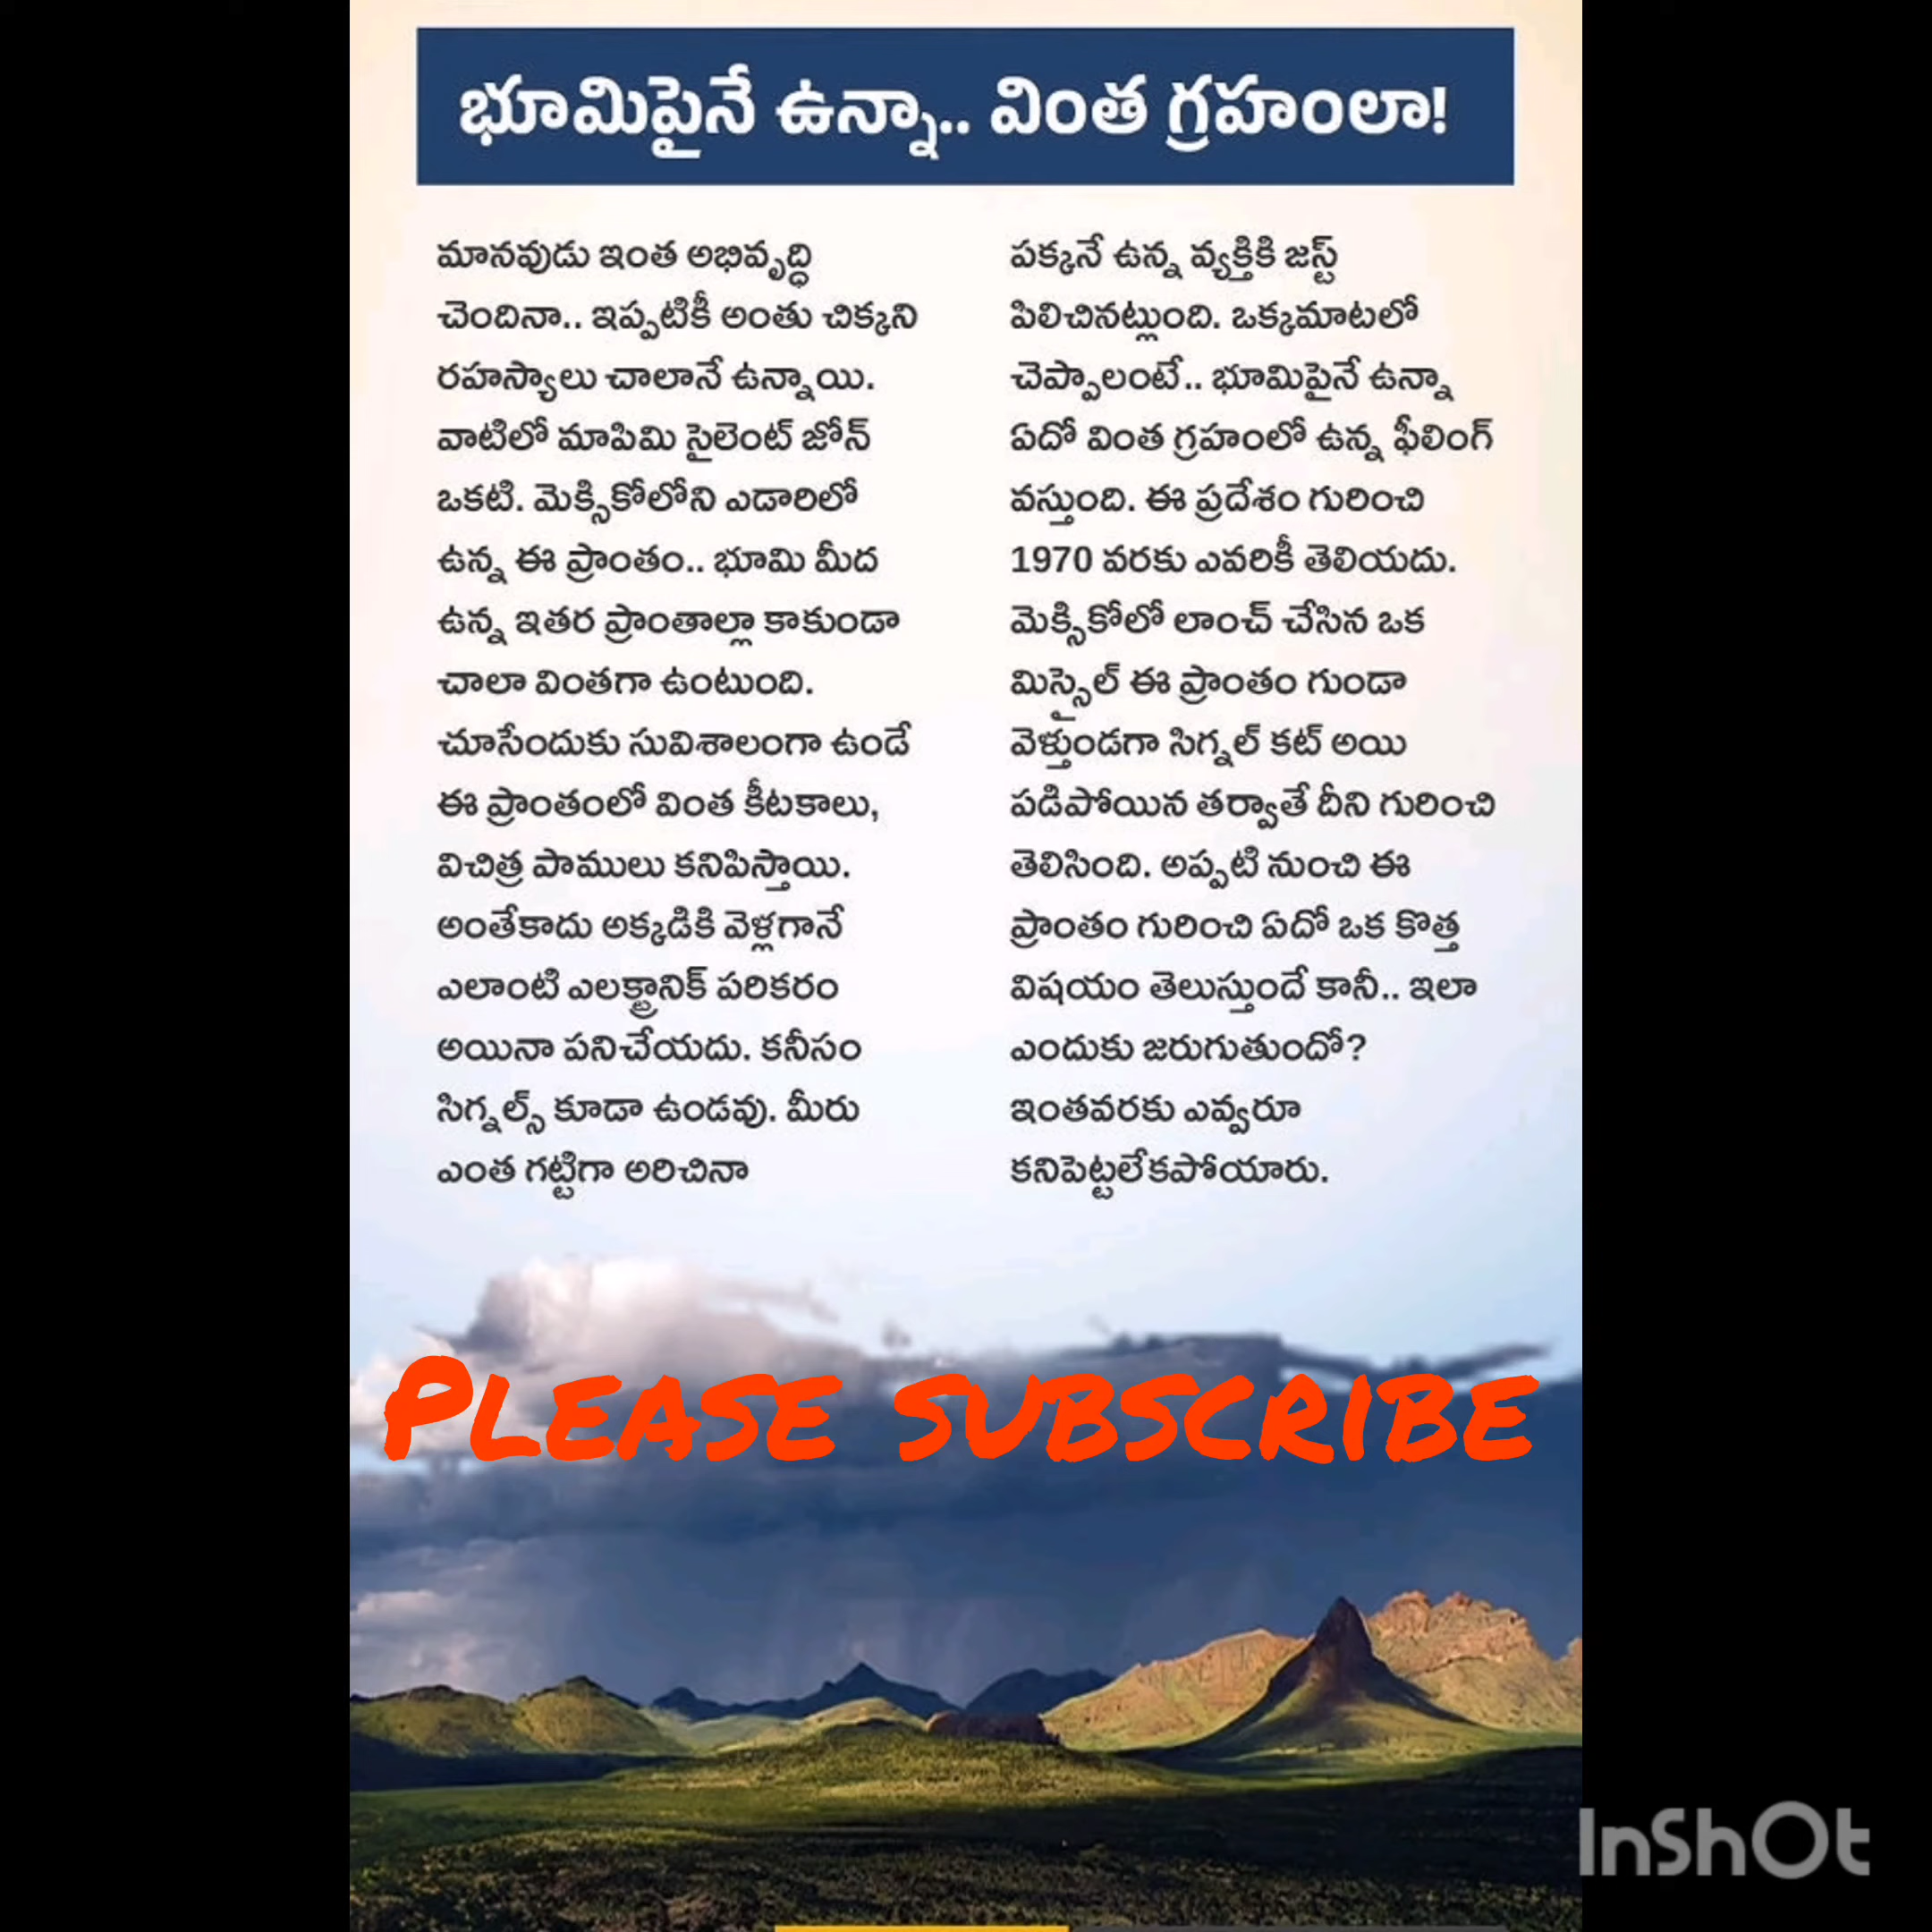 భూమిపైనే ఉన్నా.. వింత గ్రహంలా!
మానవుడు ఇంత అభివృద్ధి
చెందినా.. ఇప్పటికీ అంతు చిక్కని
రహస్యాలు చాలానే ఉన్నాయి.
వాటిలో మాపిమి సైలెంట్ జోన్
ఒకటి. మెక్సికోలోని ఎడారిలో
ఉన్న ఈ ప్రాంతం.. భూమి మీద
ఉన్న ఇతర ప్రాంతాల్లా కాకుండా
చాలా వింతగా ఉంటుంది.
చూసేందుకు సువిశాలంగా ఉండే
ఈ ప్రాంతంలో వింత కీటకాలు,
విచిత్ర పాములు కనిపిస్తాయి.
అంతేకాదు అక్కడికి వెళ్లగానే
ఎలాంటి ఎలక్ట్రానిక్ పరికరం
అయినా పనిచేయదు. కనీసం
సిగ్నల్స్ కూడా ఉండవు. మీరు
ఎంత గట్టిగా అరిచినా
పక్కనే ఉన్న వ్యక్తికి జస్ట్
పిలిచినట్లుంది. ఒక్కమాటలో
చెప్పాలంటే.. భూమిపైనే ఉన్నా
ఏదో వింత గ్రహంలో ఉన్న ఫీలింగ్
వస్తుంది. ఈ ప్రదేశం గురించి
1970 వరకు ఎవరికీ తెలియదు.
మెక్సికోలో లాంచ్ చేసిన ఒక
మిస్సైల్ ఈ ప్రాంతం గుండా
వెళ్తుండగా సిగ్నల్ కట్ అయి
పడిపోయిన తర్వాతే దీని గురించి
తెలిసింది. అప్పటి నుంచి ఈ
ప్రాంతం గురించి ఏదో ఒక కొత్త
విషయం తెలుస్తుందే కానీ.. ఇలా
ఎందుకు జరుగుతుందో?
ఇంతవరకు ఎవ్వరూ
కనిపెట్టలేకపోయారు.
PLEASE SUBSCRIBE
InShOt